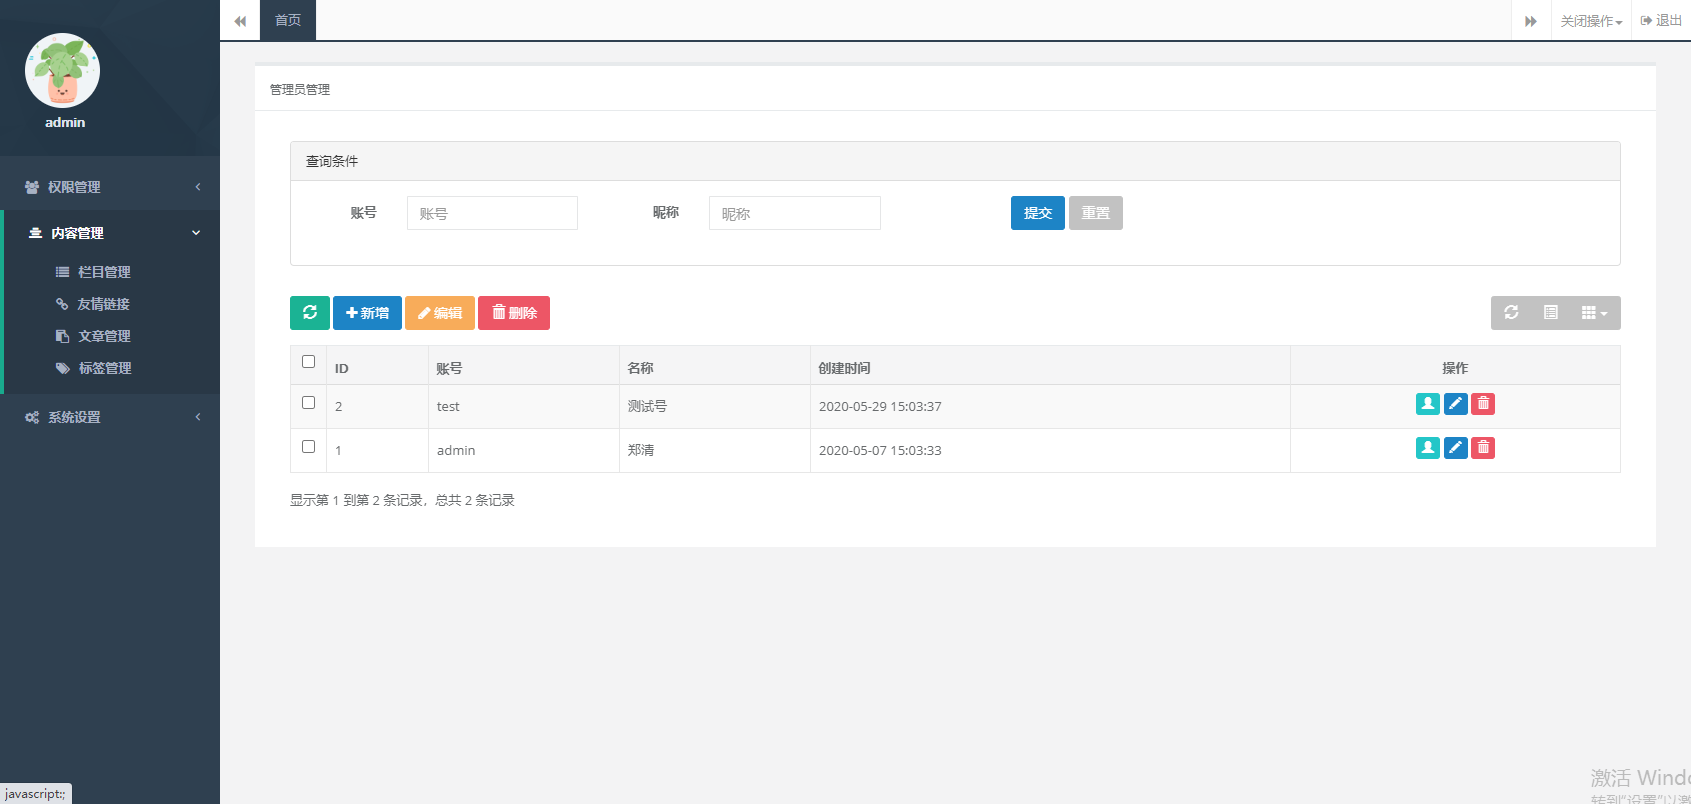 首页
关闭操作
退出
admin
权限管理
内容管理
栏目管理
友情链接
文章管理
标签管理
系统设置
管理员管理
查询条件
账号 账号 昵称 昵称 提交 重置
新增 编辑 删除
ID 账号 名称 创建时间 操作
2 test 测试号 2020-05-29 15:03:37
1 admin 郑清 2020-05-07 15:03:33
显示第 1 到第 2 条记录，总共 2 条记录
javascript:;
激活 Windo
转到"设置"以激